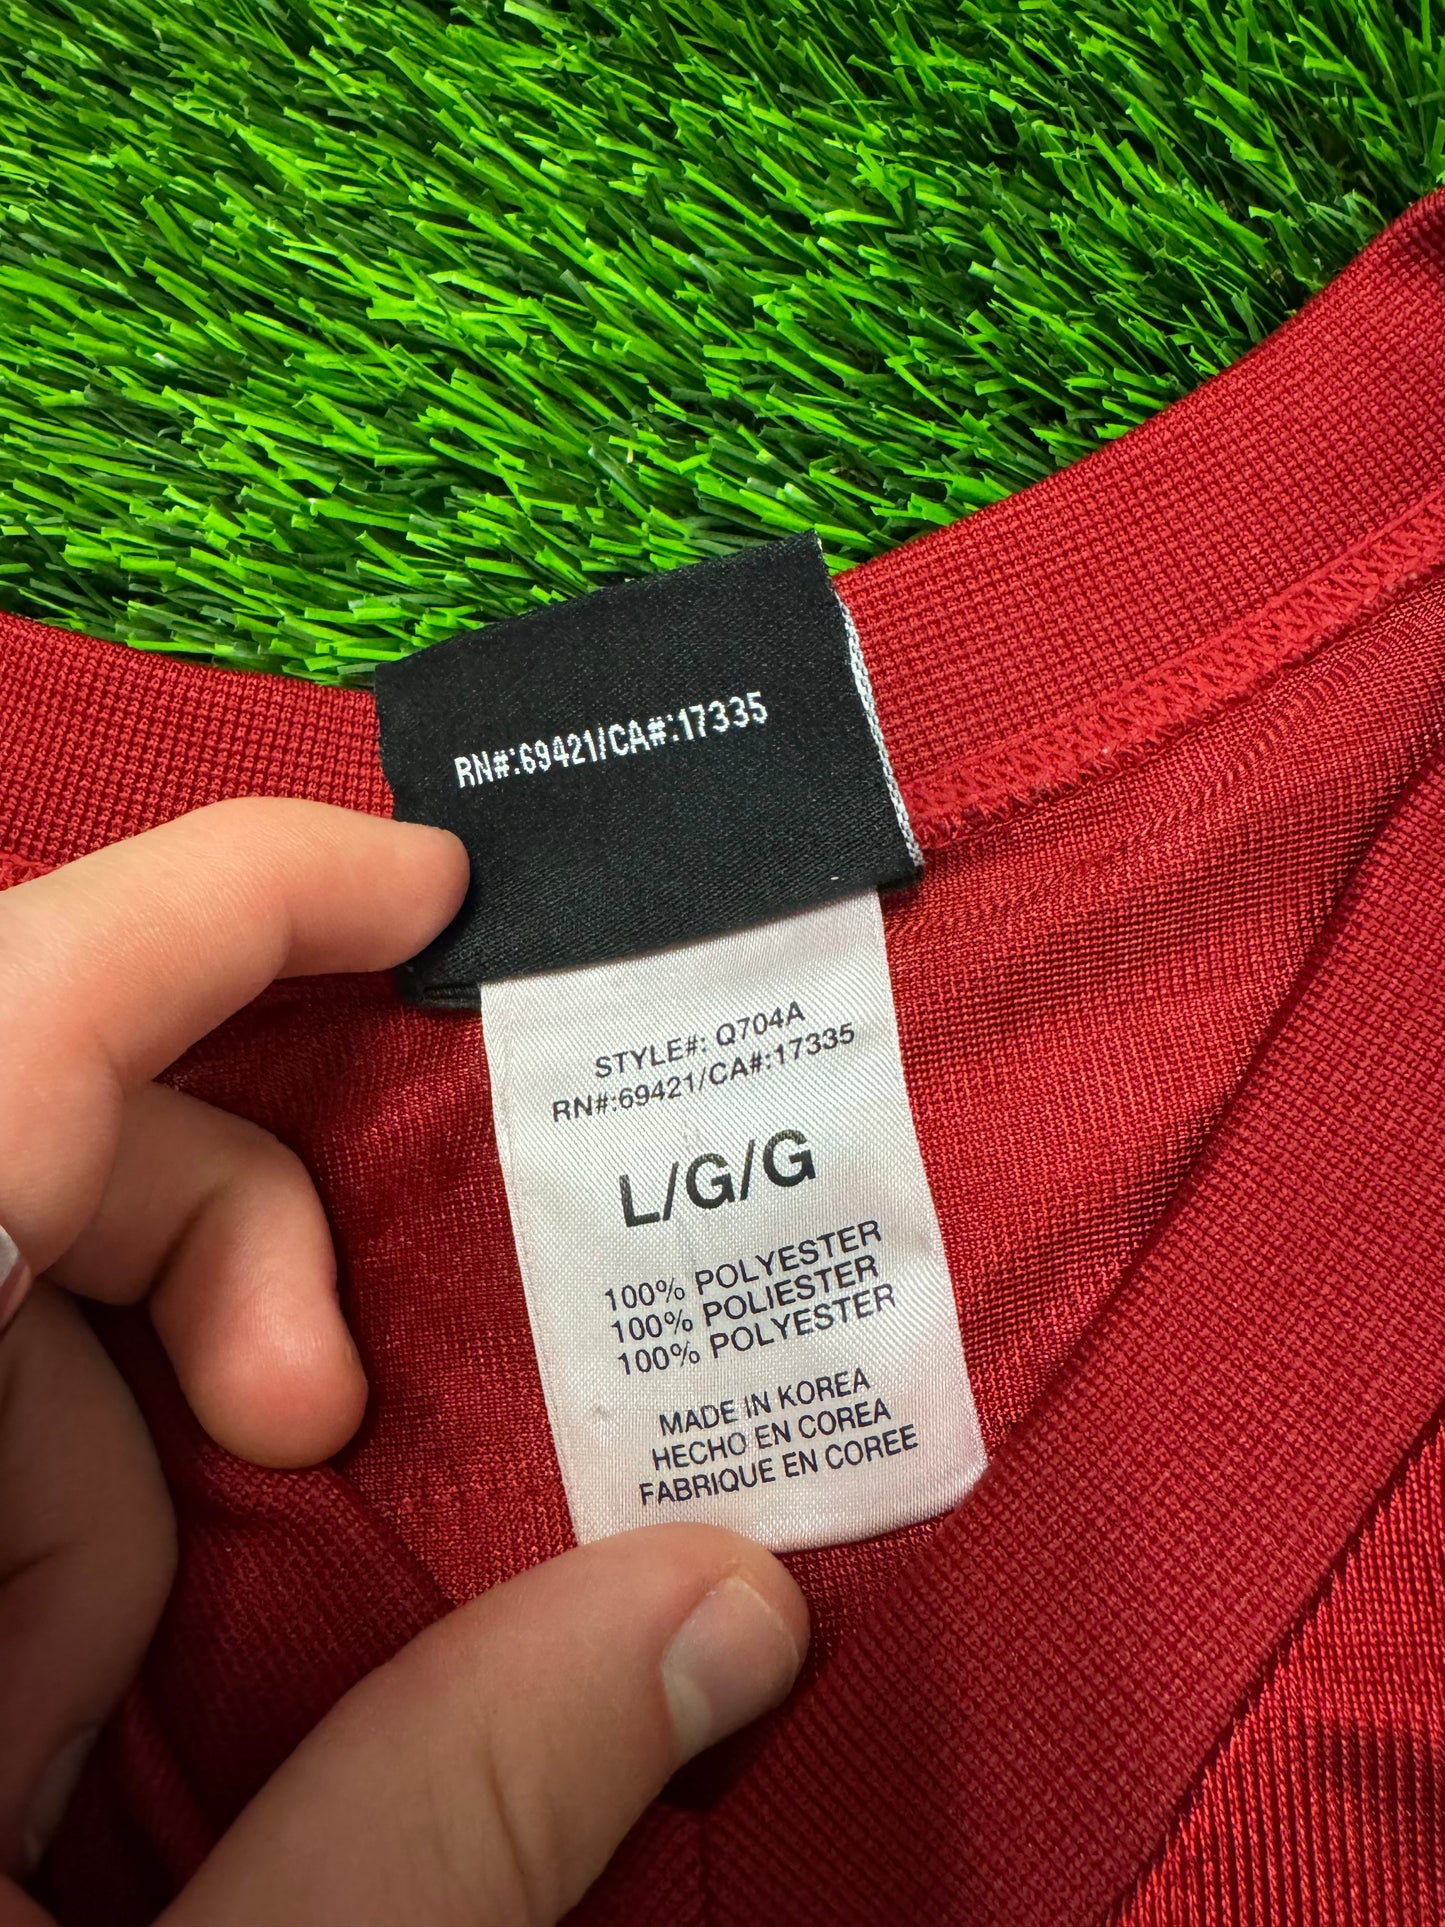 RN#:69421/CA#:17335
STYLE#: Q704A
RN#:69421/CA#:17335
L/G/G
100% POLYESTER
100% POLIESTER
100% POLYESTER
MADE IN KOREA
HECHO EN COREA
FABRIQUE EN COREE